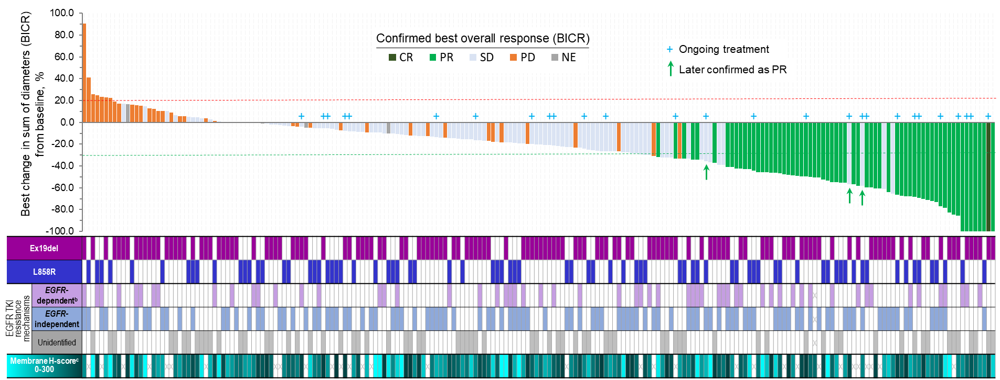 Best change in sum of diameters (BICR)
from baseline, %
100.0
80.0
60.0
40.0
20.0
0.0
-20.0
-40.0
-60.0
-80.0
-100.0
Confirmed best overall response (BICR)
CR PR SD PD NE
+ Ongoing treatment
Later confirmed as PR
Ex19del
L858R
EGFR TKI
resistance
mechanisms
EGFR-
dependentᵇ
EGFR-
independent
Unidentified
Membrane H-scoreᶜ
0-300